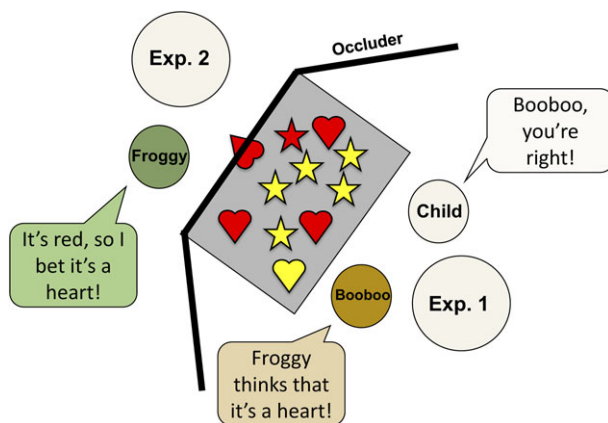 Occluder
Exp. 2
Booboo,
you're
right!
Froggy
Child
It's red, so I
bet it's a
heart!
Booboo
Exp. 1
Froggy
thinks that
it's a heart!